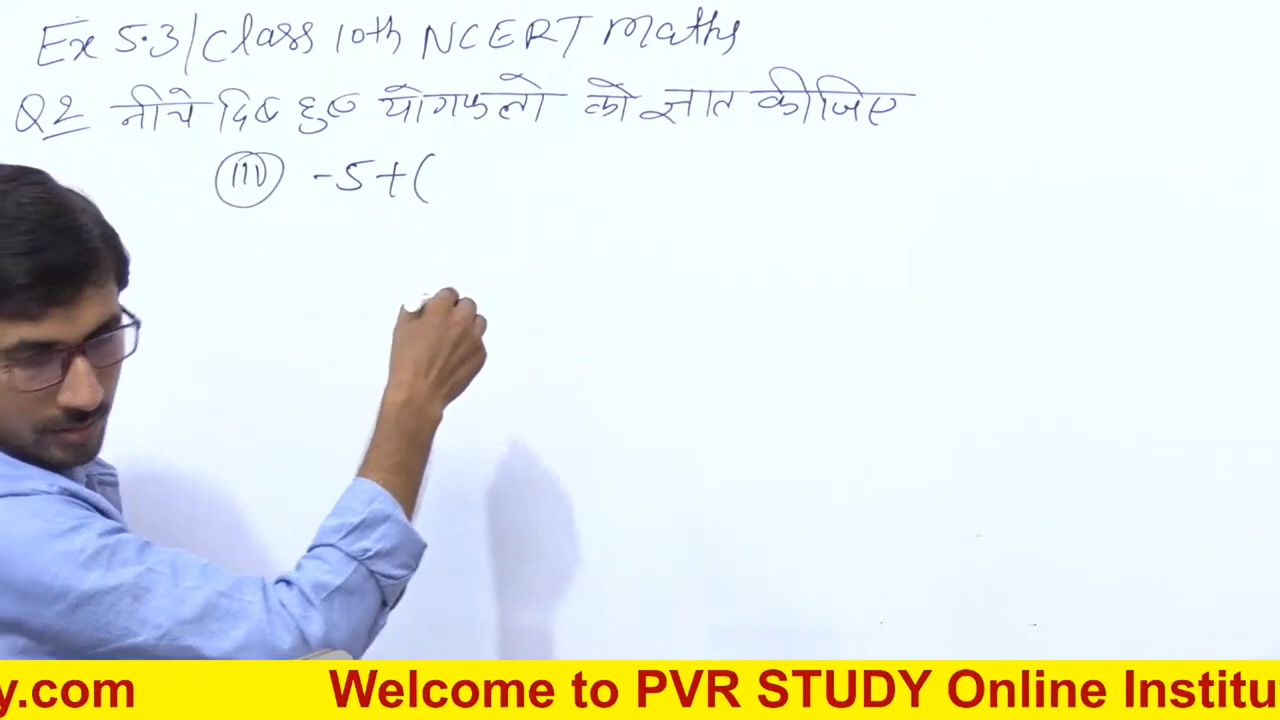 Ex 5.3/Class 10th NCERT Maths
Q2 नीचे दिए हुए योगफलो को ज्ञात कीजिए
(iii) -5+(
y.com Welcome to PVR STUDY Online Institu